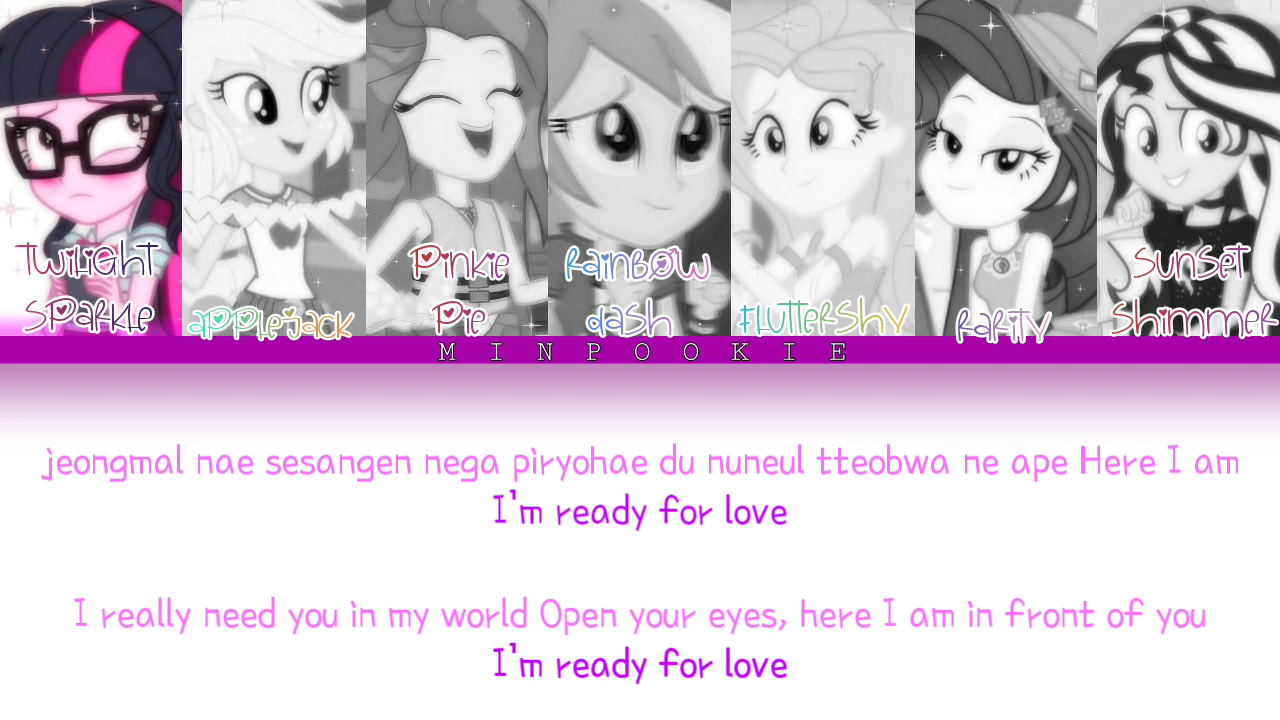 Twilight
Sparkle
Applejack
Pinkie
Pie
Rainbow
dash
Fluttershy
Rarity
Sunset
Shimmer
MINPOOKIE
jeongmal nae sesangen nega piryohae du nuneul tteobwa ne ape Here I am
I'm ready for love
I really need you in my world Open your eyes, here I am in front of you
I'm ready for love